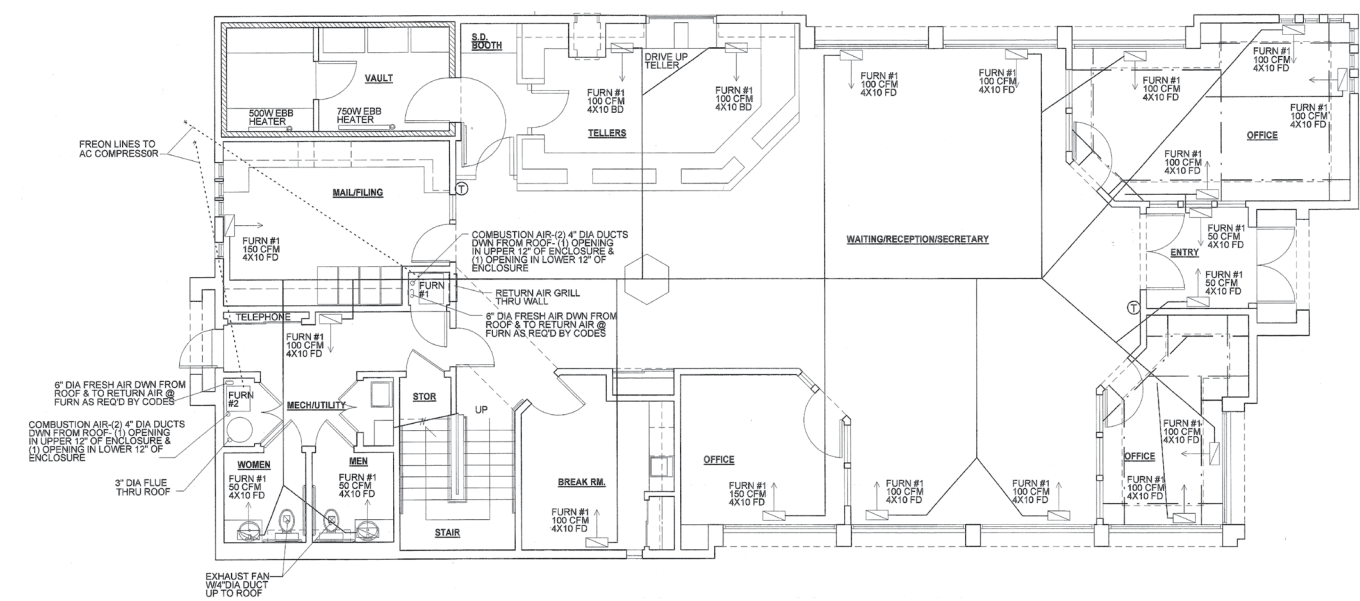 S.D.
BOOTH
VAULT
500W EBB
HEATER
750W EBB
HEATER
FURN #1
100 CFM
4X10 BD
TELLERS
DRIVE UP
TELLER
FURN #1
100 CFM
4X10 BD
FURN #1
100 CFM
4X10 FD
FURN #1
100 CFM
4X10 FD
FURN #1
100 CFM
4X10 FD
FURN #1
100 CFM
4X10 FD
FURN #1
100 CFM
4X10 FD
OFFICE
FURN #1
100 CFM
4X10 FD
FREON LINES TO
AC COMPRESS0R
MAIL/FILING
T
FURN #1
150 CFM
4X10 FD
COMBUSTION AIR-(2) 4" DIA DUCTS
DWN FROM ROOF- (1) OPENING
IN UPPER 12" OF ENCLOSURE &
(1) OPENING IN LOWER 12" OF
ENCLOSURE
WAITING/RECEPTION/SECRETARY
FURN #1
50 CFM
4X10 FD
ENTRY
FURN #1
50 CFM
4X10 FD
T
FURN
#1
RETURN AIR GRILL
THRU WALL
6" DIA FRESH AIR DWN FROM
ROOF & TO RETURN AIR @
FURN AS REQ'D BY CODES
TELEPHONE
FURN #1
100 CFM
4X10 FD
6" DIA FRESH AIR DWN FROM
ROOF & TO RETURN AIR @
FURN AS REQ'D BY CODES
FURN
#2
MECH/UTILITY
STOR
UP
COMBUSTION AIR-(2) 4" DIA DUCTS
DWN FROM ROOF- (1) OPENING
IN UPPER 12" OF ENCLOSURE &
(1) OPENING IN LOWER 12" OF
ENCLOSURE
3" DIA FLUE
THRU ROOF
WOMEN
FURN #1
50 CFM
4X10 FD
MEN
FURN #1
50 CFM
4X10 FD
STAIR
BREAK RM.
FURN #1
100 CFM
4X10 FD
OFFICE
FURN #1
150 CFM
4X10 FD
FURN #1
100 CFM
4X10 FD
FURN #1
100 CFM
4X10 FD
FURN #1
100 CFM
4X10 FD
OFFICE
FURN #1
100 CFM
4X10 FD
EXHAUST FAN
W/4"DIA DUCT
UP TO ROOF